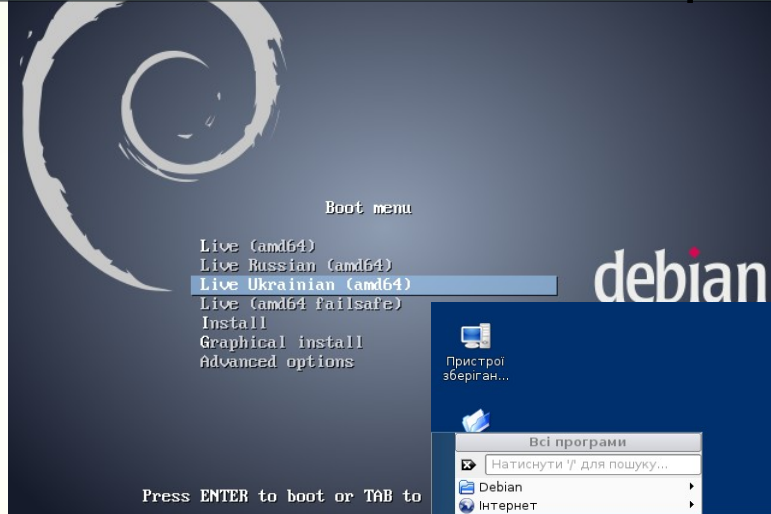 Boot menu
Live (amd64)
Live Russian (amd64)
Live Ukrainian (amd64)
Live (amd64 failsafe)
Install
Graphical install
Advanced options
debian
Press ENTER to boot or TAB to
Пристрої
зберіган...
Всі програми
Натиснути '/' для пошуку...
Debian
Інтернет